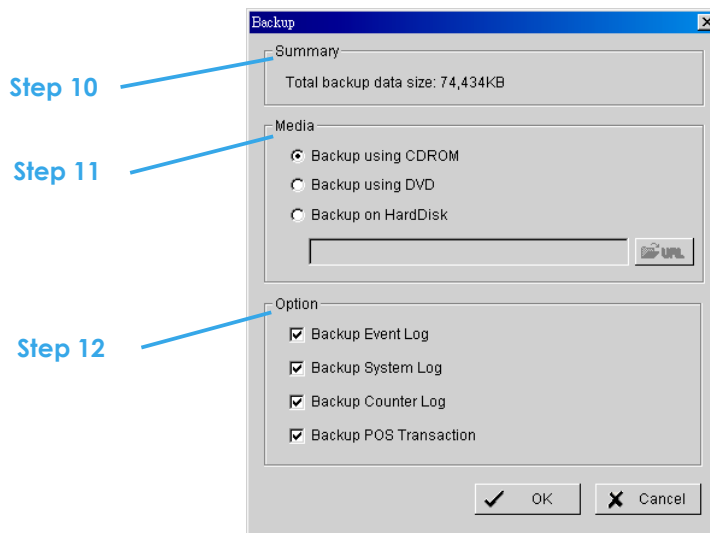 Backup
Summary
Step 10
Total backup data size: 74,434KB
Media
Step 11
Backup using CDROM
Backup using DVD
Backup on HardDisk
URL
Option
Step 12
Backup Event Log
Backup System Log
Backup Counter Log
Backup POS Transaction
OK
Cancel